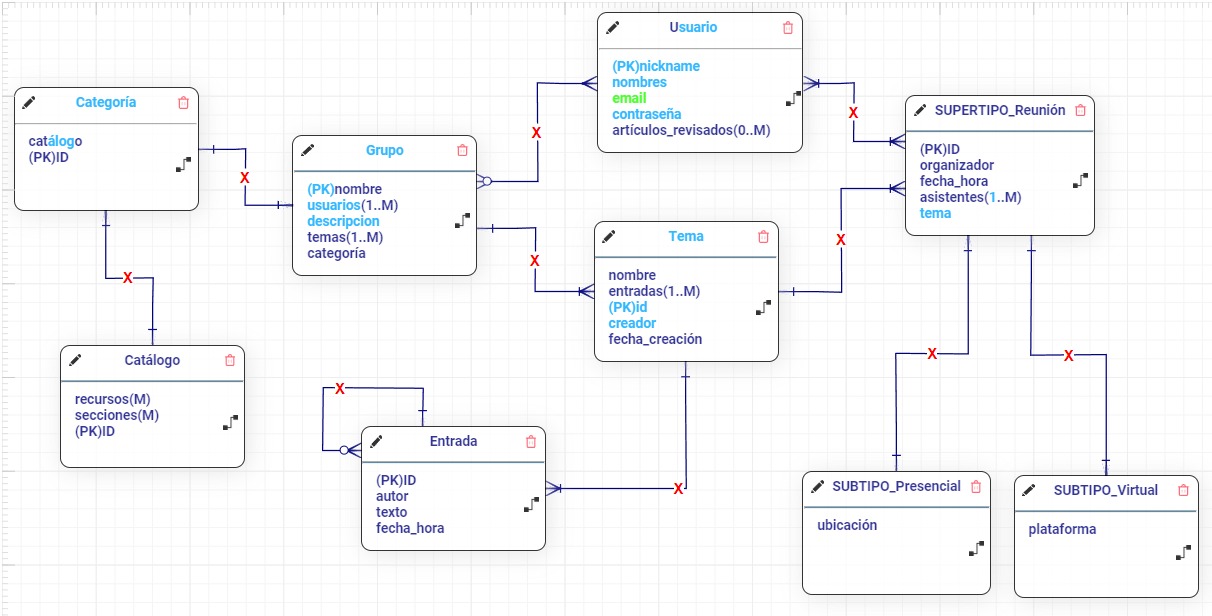 Usuario
(PK)nickname
nombres
email
contraseña
artículos_revisados(0..M)
Categoría
catálogo
(PK)ID
SUPERTIPO_Reunión
(PK)ID
organizador
fecha_hora
asistentes(1..M)
tema
Grupo
(PK)nombre
usuarios(1..M)
descripcion
temas(1..M)
categoría
Tema
nombre
entradas(1..M)
(PK)id
creador
fecha_creación
Catálogo
recursos(M)
secciones(M)
(PK)ID
Entrada
(PK)ID
autor
texto
fecha_hora
SUBTIPO_Presencial
ubicación
SUBTIPO_Virtual
plataforma
X
X
X
X
X
X
X
X
X
X